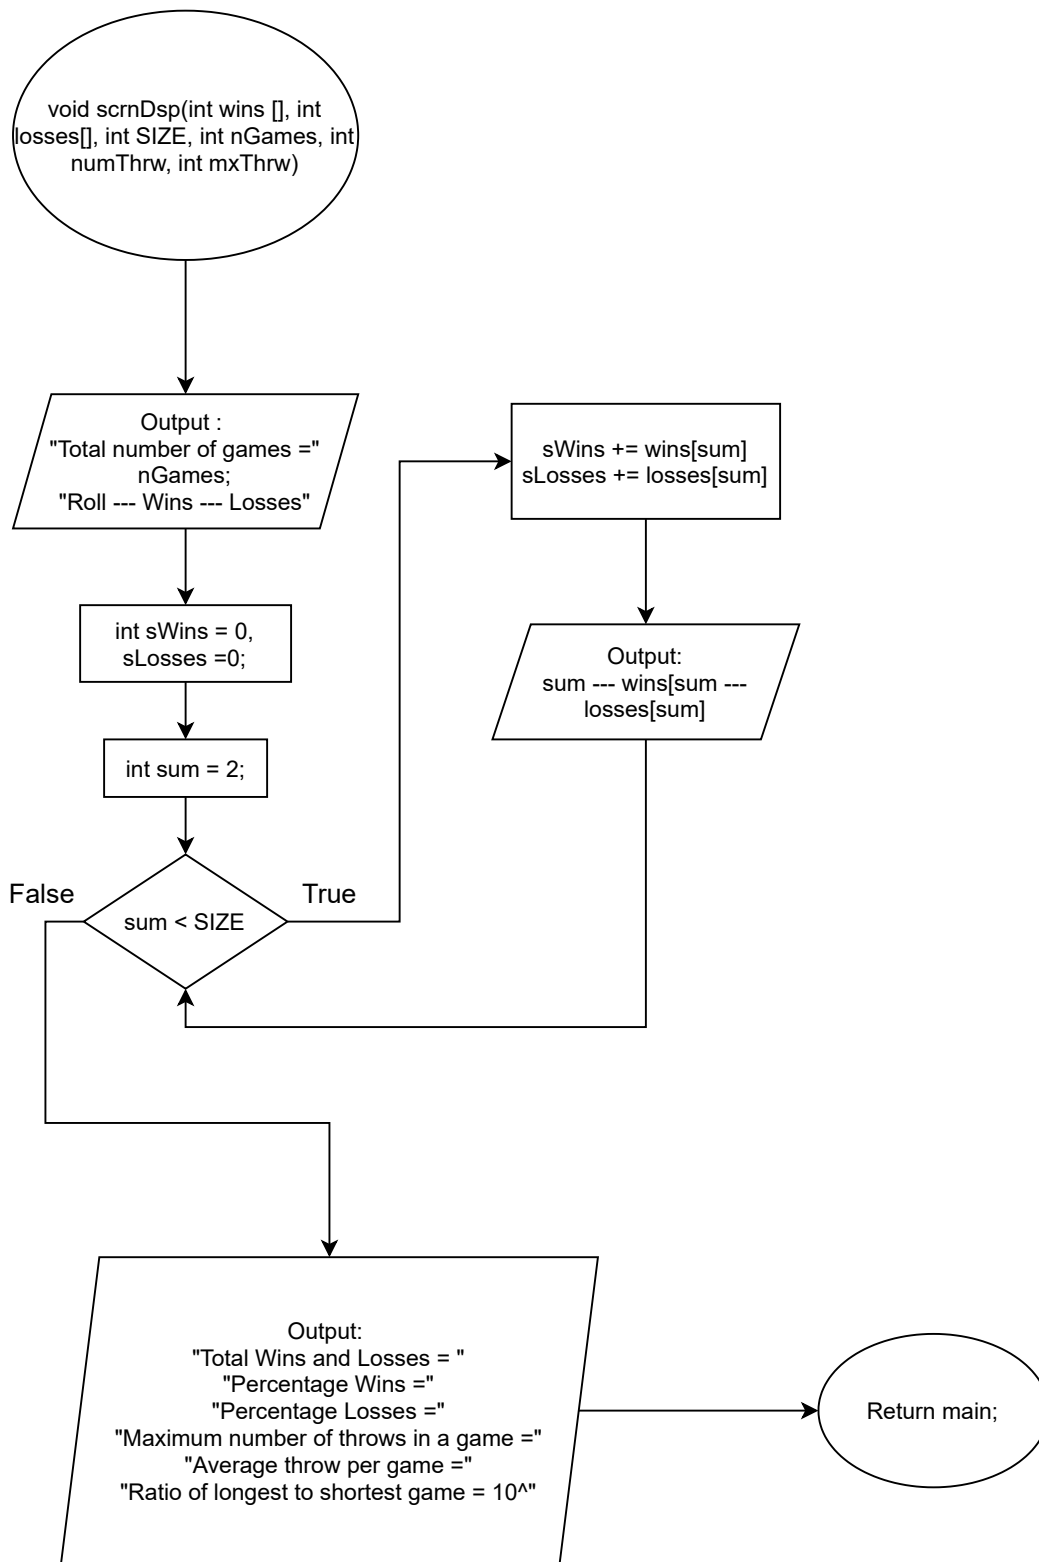 void scrnDsp(int wins [], int
losses[], int SIZE, int nGames, int
numThrw, int mxThrw)
Output :
"Total number of games ="
nGames;
"Roll --- Wins --- Losses"
sWins += wins[sum]
sLosses += losses[sum]
int sWins = 0,
sLosses =0;
Output:
sum --- wins[sum ---
losses[sum]
int sum = 2;
False
True
sum < SIZE
Output:
"Total Wins and Losses = "
"Percentage Wins ="
"Percentage Losses ="
"Maximum number of throws in a game ="
"Average throw per game ="
"Ratio of longest to shortest game = 10^"
Return main;